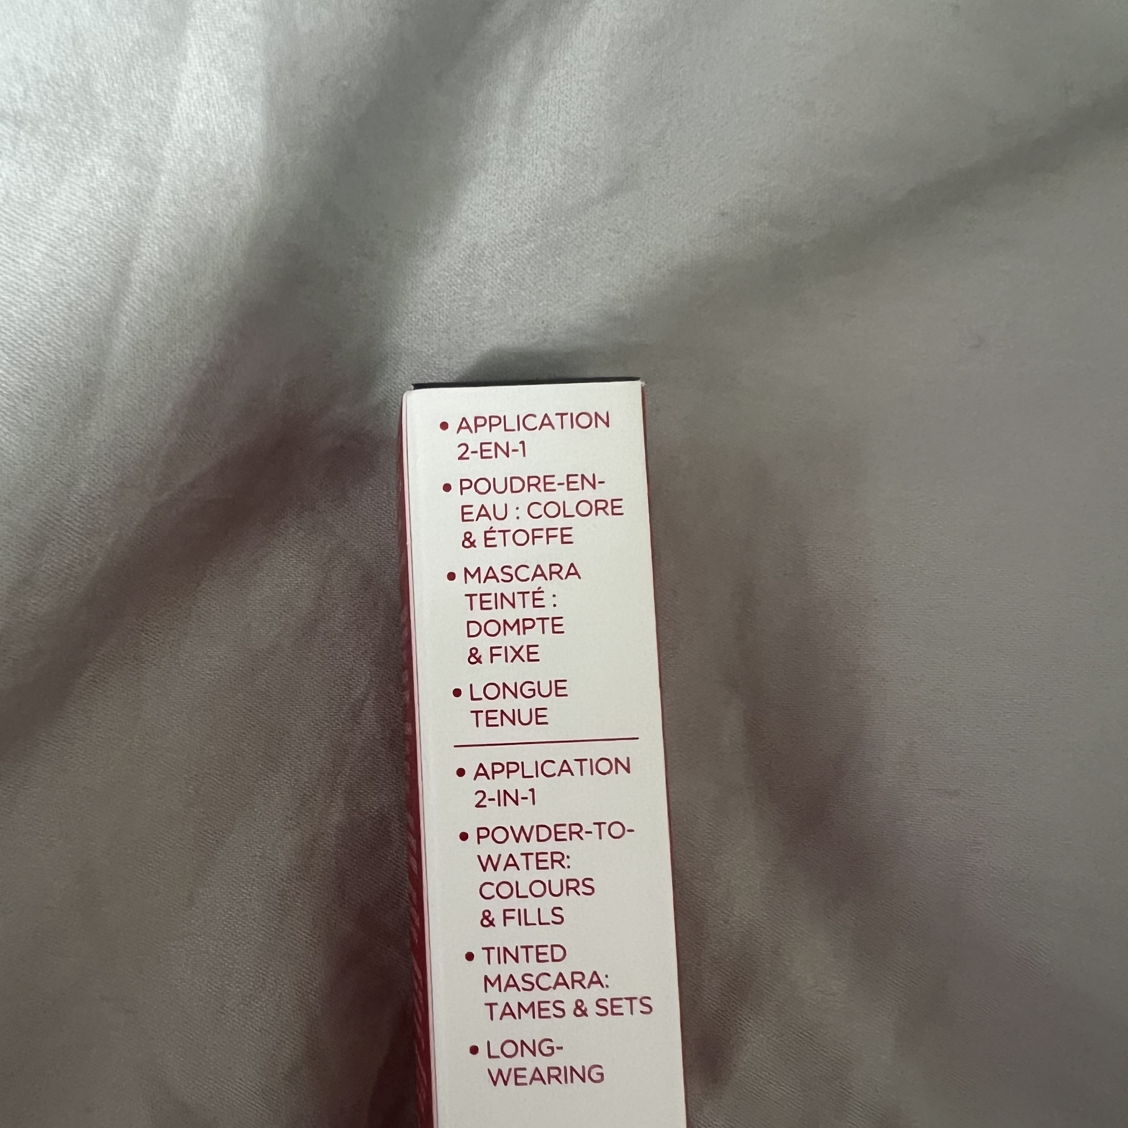 • APPLICATION
2-EN-1
• POUDRE-EN-
EAU : COLORE
& ÉTOFFE
• MASCARA
TEINTÉ :
DOMPTE
& FIXE
• LONGUE
TENUE
• APPLICATION
2-IN-1
• POWDER-TO-
WATER:
COLOURS
& FILLS
• TINTED
MASCARA:
TAMES & SETS
• LONG-
WEARING